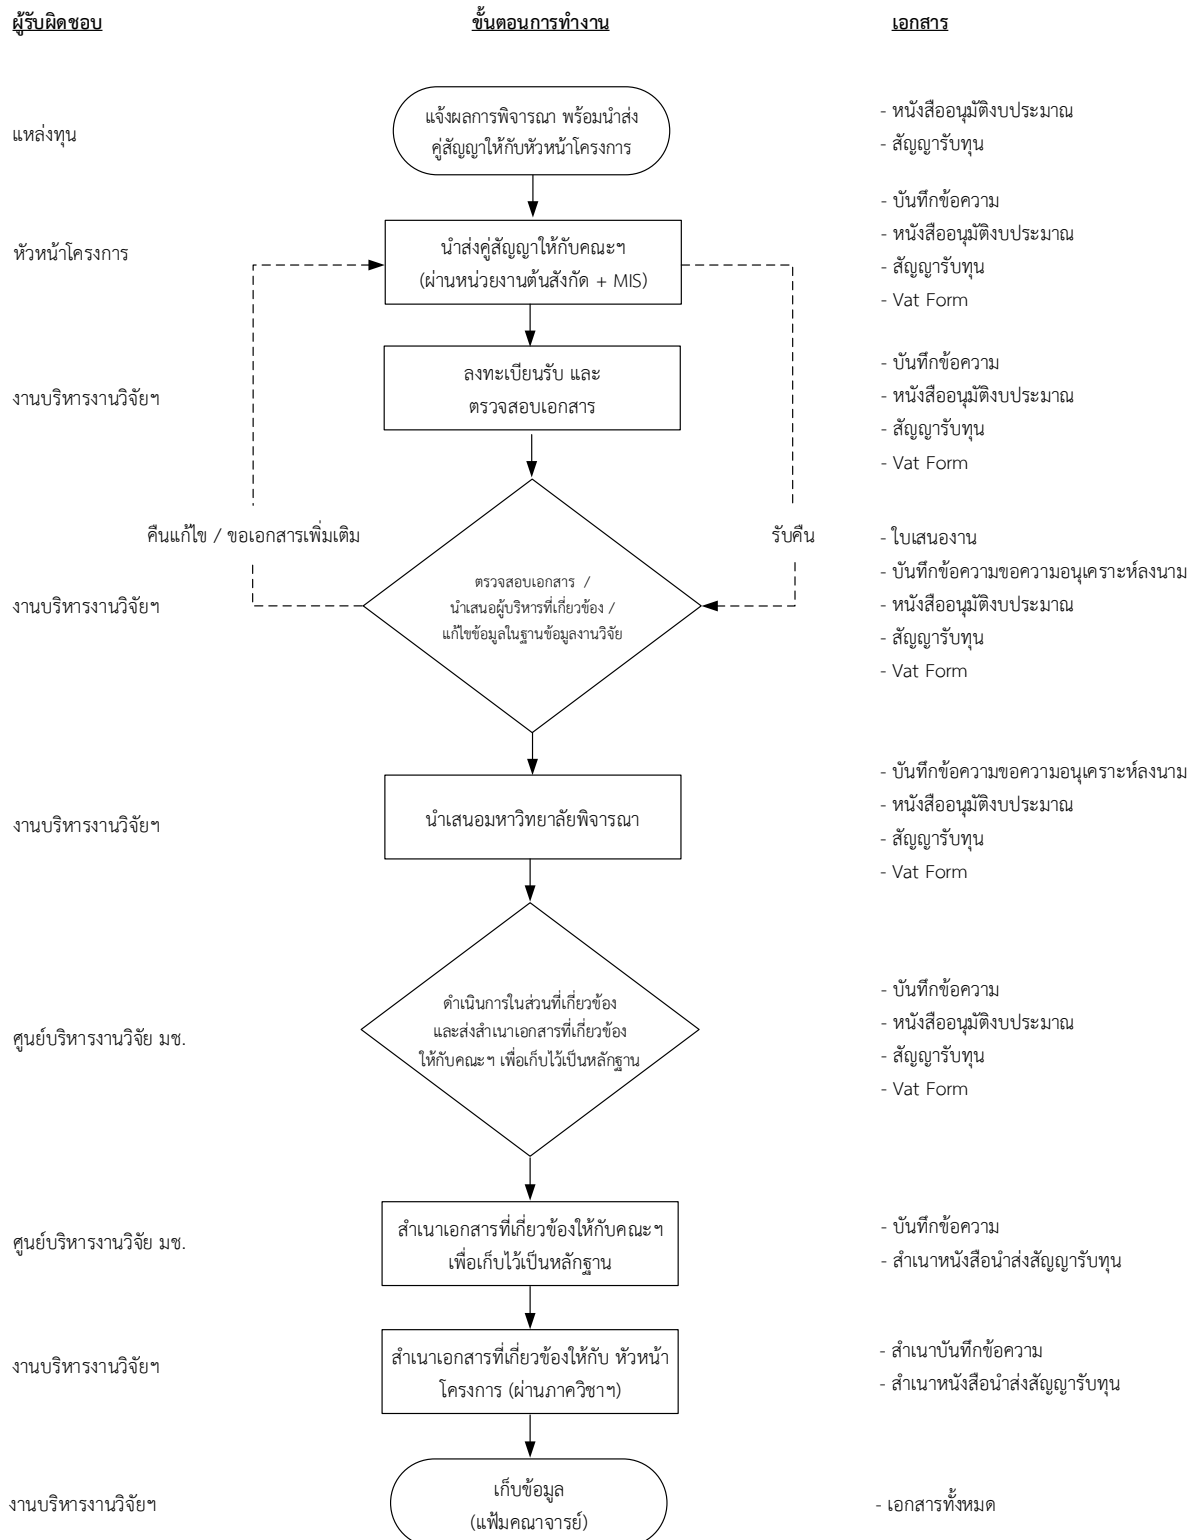 ผู้รับผิดชอบ
ขั้นตอนการทำงาน
เอกสาร
แหล่งทุน
แจ้งผลการพิจารณา พร้อมนำส่ง
คู่สัญญาให้กับหัวหน้าโครงการ
- หนังสืออนุมัติงบประมาณ
- สัญญารับทุน
หัวหน้าโครงการ
นำส่งคู่สัญญาให้กับคณะฯ
(ผ่านหน่วยงานต้นสังกัด + MIS)
- บันทึกข้อความ
- หนังสืออนุมัติงบประมาณ
- สัญญารับทุน
- Vat Form
งานบริหารงานวิจัยฯ
ลงทะเบียนรับ และ
ตรวจสอบเอกสาร
- บันทึกข้อความ
- หนังสืออนุมัติงบประมาณ
- สัญญารับทุน
- Vat Form
คืนแก้ไข / ขอเอกสารเพิ่มเติม
รับคืน
งานบริหารงานวิจัยฯ
ตรวจสอบเอกสาร /
นำเสนอผู้บริหารที่เกี่ยวข้อง /
แก้ไขข้อมูลในฐานข้อมูลงานวิจัย
- ใบเสนองาน
- บันทึกข้อความขอความอนุเคราะห์ลงนาม
- หนังสืออนุมัติงบประมาณ
- สัญญารับทุน
- Vat Form
งานบริหารงานวิจัยฯ
นำเสนอมหาวิทยาลัยพิจารณา
- บันทึกข้อความขอความอนุเคราะห์ลงนาม
- หนังสืออนุมัติงบประมาณ
- สัญญารับทุน
- Vat Form
ศูนย์บริหารงานวิจัย มช.
ดำเนินการในส่วนที่เกี่ยวข้อง
และส่งสำเนาเอกสารที่เกี่ยวข้อง
ให้กับคณะฯ เพื่อเก็บไว้เป็นหลักฐาน
- บันทึกข้อความ
- หนังสืออนุมัติงบประมาณ
- สัญญารับทุน
- Vat Form
ศูนย์บริหารงานวิจัย มช.
สำเนาเอกสารที่เกี่ยวข้องให้กับคณะฯ
เพื่อเก็บไว้เป็นหลักฐาน
- บันทึกข้อความ
- สำเนาหนังสือนำส่งสัญญารับทุน
งานบริหารงานวิจัยฯ
สำเนาเอกสารที่เกี่ยวข้องให้กับ หัวหน้า
โครงการ (ผ่านภาควิชาฯ)
- สำเนาบันทึกข้อความ
- สำเนาหนังสือนำส่งสัญญารับทุน
งานบริหารงานวิจัยฯ
เก็บข้อมูล
(แฟ้มคณาจารย์)
- เอกสารทั้งหมด